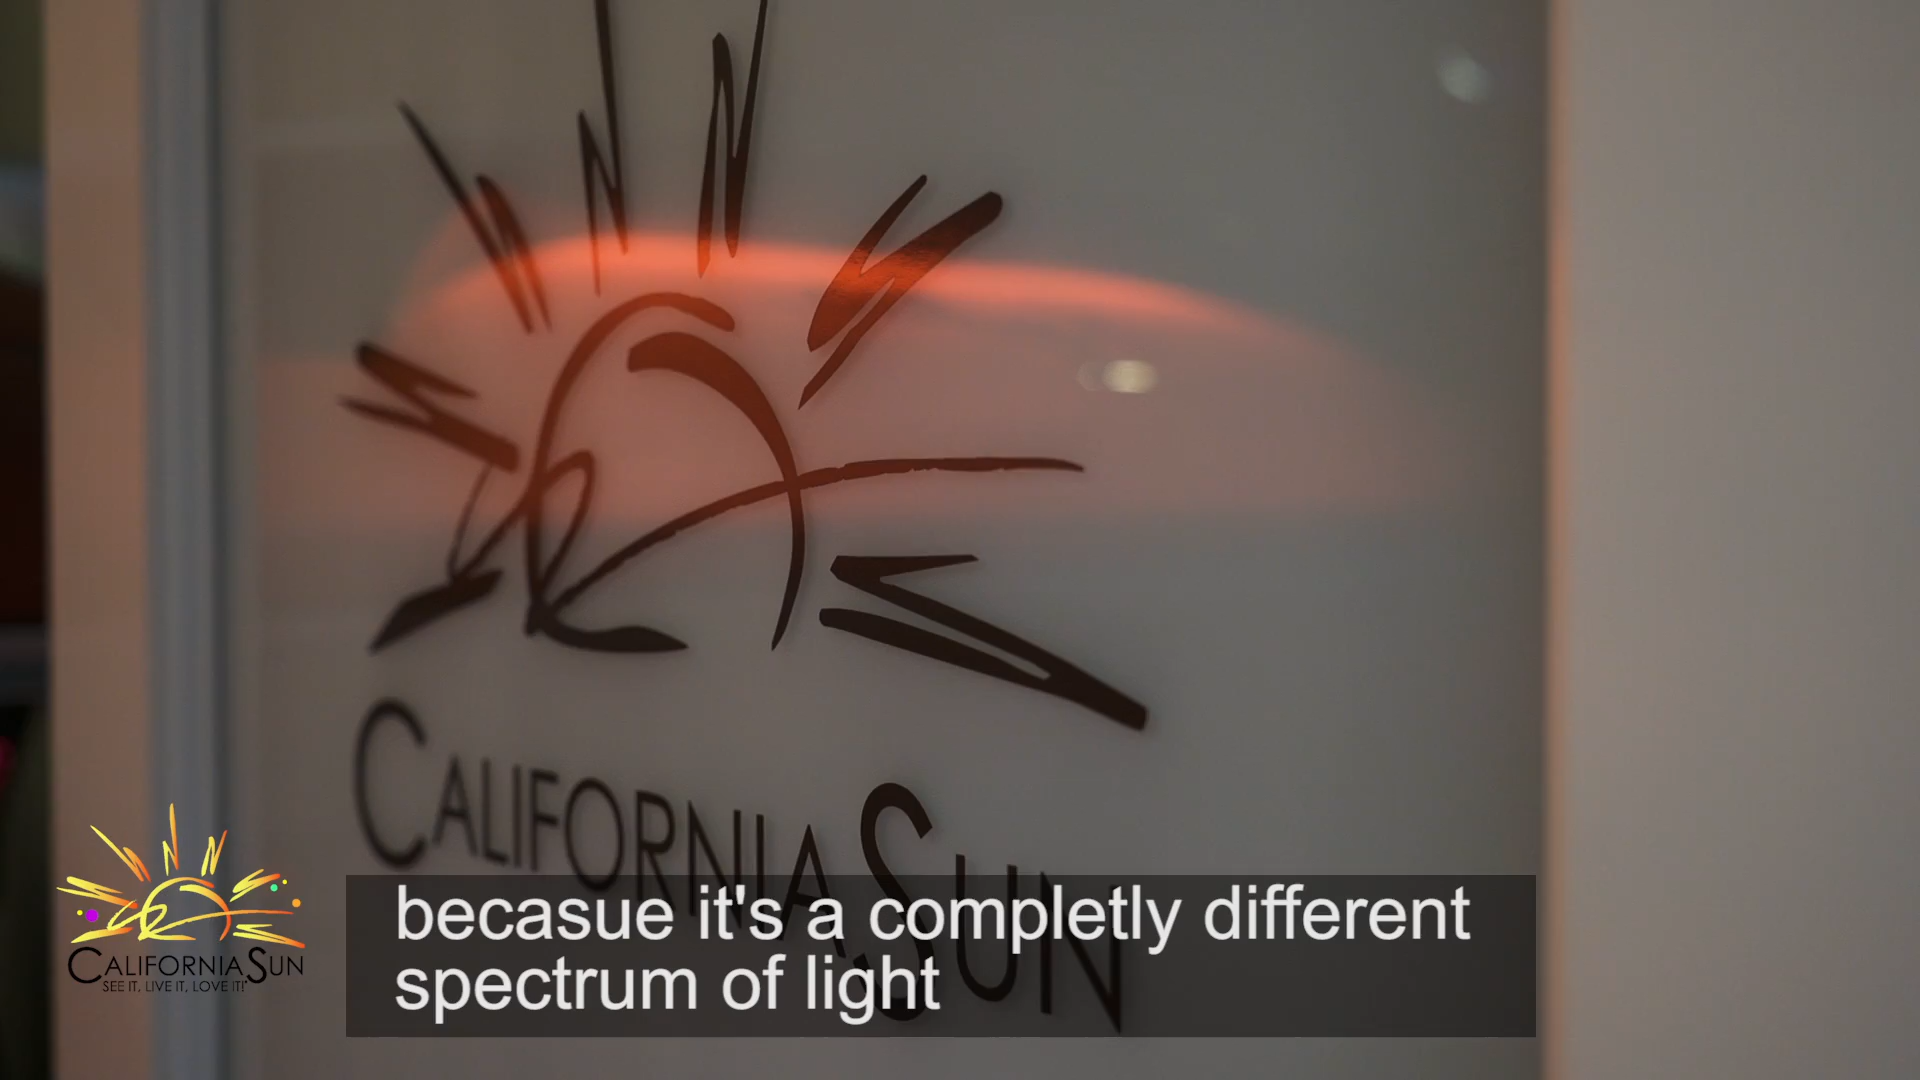 CALIFORNIA SUN
CALIFORNIA SUN
SEE IT, LIVE IT, LOVE IT!
becasue it's a completly different
spectrum of light